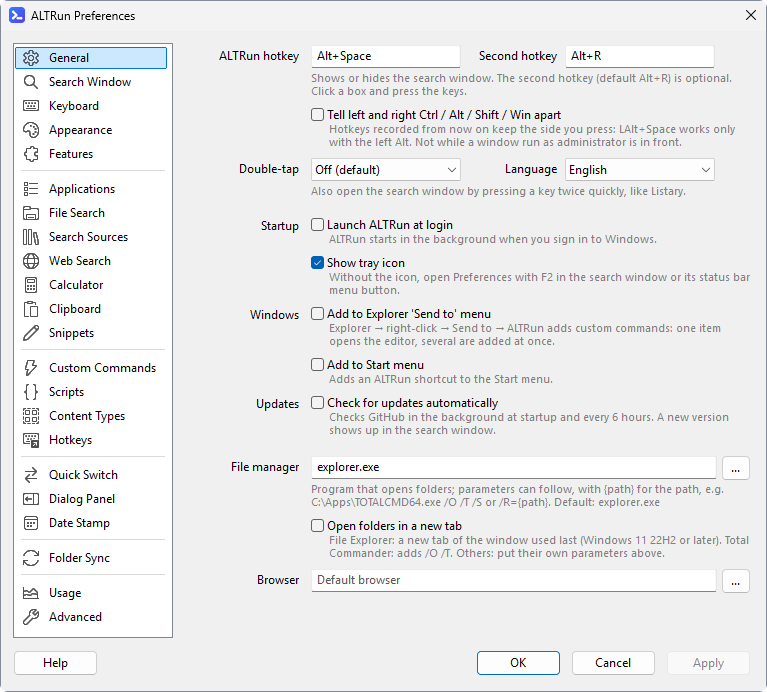 ALTRun Preferences
General
Search Window
Keyboard
Appearance
Features
Applications
File Search
Search Sources
Web Search
Calculator
Clipboard
Snippets
Custom Commands
Scripts
Content Types
Hotkeys
Quick Switch
Dialog Panel
Date Stamp
Folder Sync
Usage
Advanced
ALTRun hotkey Alt+Space Second hotkey Alt+R
Shows or hides the search window. The second hotkey (default Alt+R) is optional.
Click a box and press the keys.
Tell left and right Ctrl / Alt / Shift / Win apart
Hotkeys recorded from now on keep the side you press: LAlt+Space works only
with the left Alt. Not while a window run as administrator is in front.
Double-tap Off (default) Language English
Also open the search window by pressing a key twice quickly, like Listary.
Startup Launch ALTRun at login
ALTRun starts in the background when you sign in to Windows.
Show tray icon
Without the icon, open Preferences with F2 in the search window or its status bar
menu button.
Windows Add to Explorer 'Send to' menu
Explorer → right-click → Send to → ALTRun adds custom commands: one item
opens the editor, several are added at once.
Add to Start menu
Adds an ALTRun shortcut to the Start menu.
Updates Check for updates automatically
Checks GitHub in the background at startup and every 6 hours. A new version
shows up in the search window.
File manager explorer.exe ...
Program that opens folders; parameters can follow, with {path} for the path, e.g.
C:\Apps\TOTALCMD64.exe /O /T /S or /R={path}. Default: explorer.exe
Open folders in a new tab
File Explorer: a new tab of the window used last (Windows 11 22H2 or later). Total
Commander: adds /O /T. Others: put their own parameters above.
Browser Default browser ...
Help OK Cancel Apply